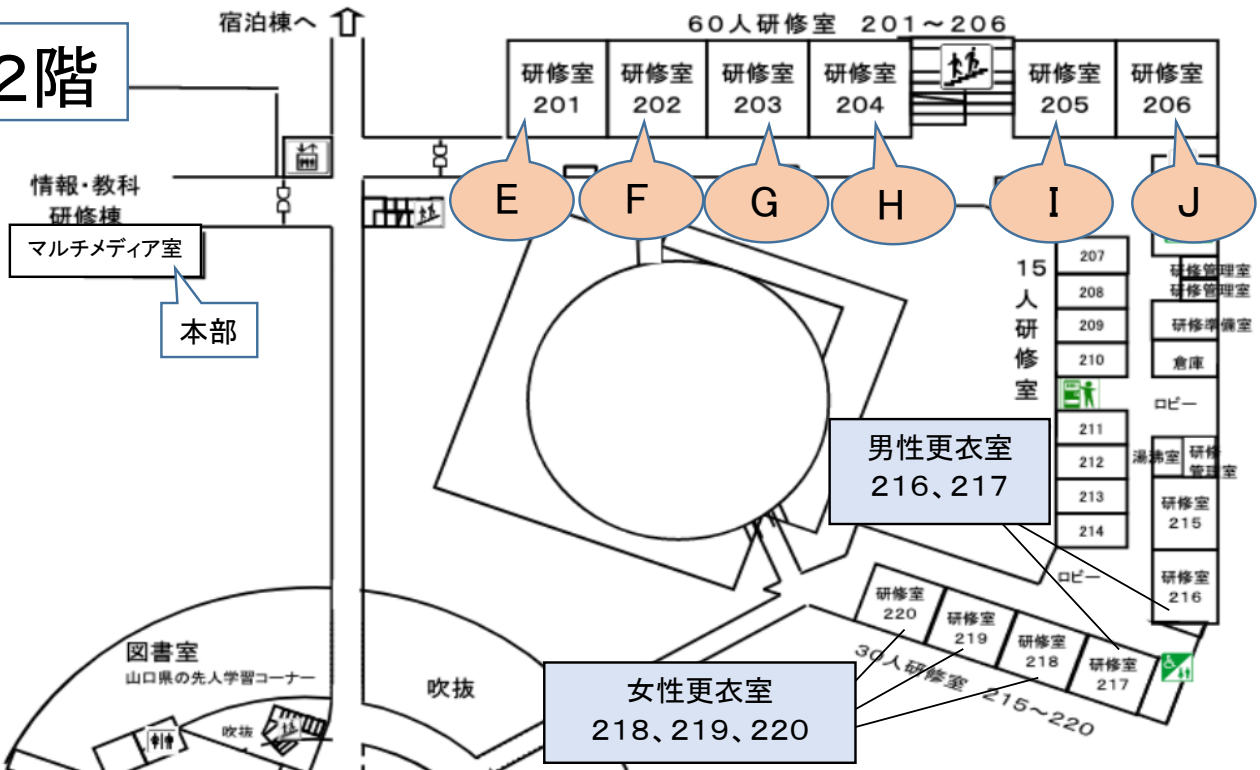 宿泊棟へ
60人研修室 201～206
2階
研修室
201
研修室
202
研修室
203
研修室
204
研修室
205
研修室
206
E
F
G
H
I
J
情報・教科
研修棟
マルチメディア室
本部
15人研修室
207
208
209
210
211
212
213
214
研修管理室
研修管理室
研修準備室
倉庫
ロビー
湯沸室
研修
管理室
研修室
215
研修室
216
ロビー
男性更衣室
216、217
研修室
220
研修室
219
研修室
218
研修室
217
30人研修室 215～220
女性更衣室
218、219、220
図書室
山口県の先人学習コーナー
吹抜
吹抜